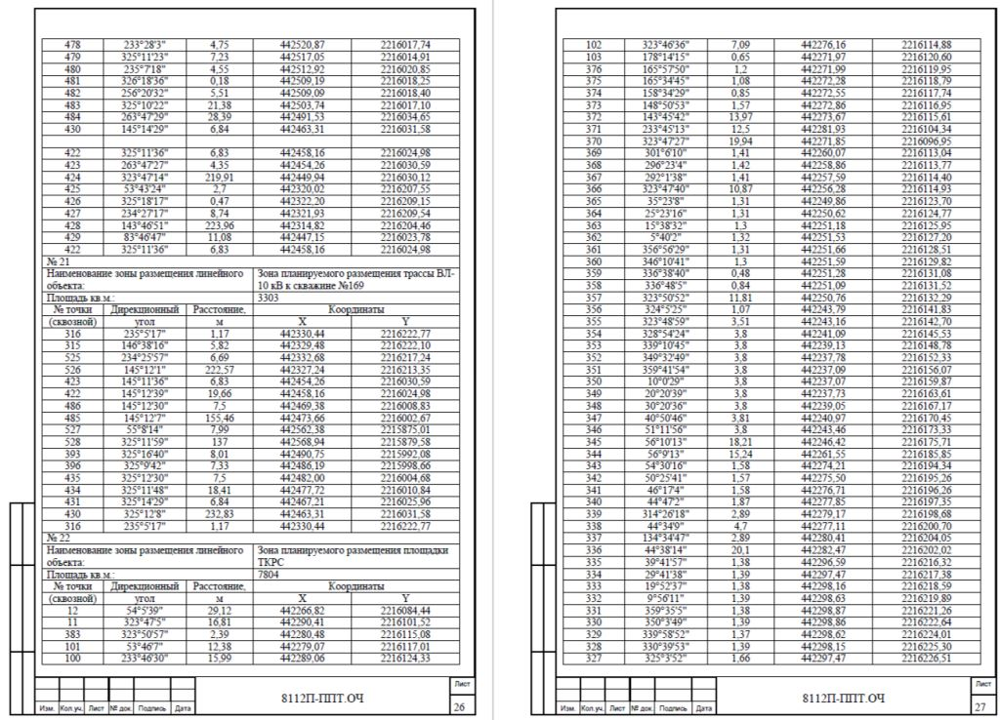 478 233°28'3" 4,75 442520,87 2216017,74
479 325°11'23" 7,23 442517,05 2216014,91
480 235°7'18" 4,55 442512,92 2216020,85
481 326°18'36" 0,18 442509,19 2216018,25
482 256°20'32" 5,51 442509,09 2216018,40
483 325°10'22" 21,38 442503,74 2216017,10
484 263°47'29" 28,39 442491,53 2216034,65
430 145°14'29" 6,84 442463,31 2216031,58
422 325°11'36" 6,83 442458,16 2216024,98
423 263°47'27" 4,35 442454,26 2216030,59
424 323°47'14" 219,91 442449,94 2216030,12
425 53°43'24" 2,7 442320,02 2216207,55
426 325°18'17" 0,47 442322,20 2216209,15
427 234°27'17" 8,74 442321,93 2216209,54
428 143°46'51" 223,96 442314,82 2216204,46
429 83°46'47" 11,08 442447,15 2216023,78
422 325°11'36" 6,83 442458,16 2216024,98
№ 21
Наименование зоны размещения линейного Зона планируемого размещения трассы ВЛ-
объекта: 10 кВ к скважине №169
Площадь кв.м.: 3303
№ точки Дирекционный Расстояние, Координаты
(сквозной) угол м X Y
316 235°5'17" 1,17 442330,44 2216222,77
315 146°38'16" 5,82 442329,48 2216222,10
525 234°25'57" 6,69 442332,68 2216217,24
526 145°12'1" 222,57 442327,24 2216213,35
423 145°11'36" 6,83 442454,26 2216030,59
422 145°12'39" 19,66 442458,16 2216024,98
486 145°12'30" 7,5 442469,38 2216008,83
485 145°12'7" 155,46 442473,66 2216002,67
527 55°8'14" 7,99 442562,38 2215875,01
528 325°11'59" 137 442568,94 2215879,58
393 325°16'40" 8,01 442490,75 2215992,08
396 325°9'42" 7,33 442486,19 2215998,66
435 325°12'30" 7,5 442482,00 2216004,68
434 325°11'48" 18,41 442477,72 2216010,84
431 325°14'29" 6,84 442467,21 2216025,96
430 325°12'8" 232,83 442463,31 2216031,58
316 235°5'17" 1,17 442330,44 2216222,77
№ 22
Наименование зоны размещения линейного Зона планируемого размещения площадки
объекта: ТКРС
Площадь кв.м.: 7804
№ точки Дирекционный Расстояние, Координаты
(сквозной) угол м X Y
12 54°5'39" 29,12 442266,82 2216084,44
11 323°47'5" 16,81 442290,41 2216101,52
383 323°50'57" 2,39 442280,48 2216115,08
101 53°46'7" 12,38 442279,07 2216117,01
100 233°46'30" 15,99 442289,06 2216124,33
8112П-ППТ.ОЧ
Лист
Изм. Кол.уч. Лист № док. Подпись Дата 26
102 323°46'36" 7,09 442276,16 2216114,88
103 178°14'15" 0,65 442271,97 2216120,60
376 165°57'50" 1,2 442271,99 2216119,95
375 165°34'45" 1,08 442272,28 2216118,79
374 158°34'29" 0,85 442272,55 2216117,74
373 148°50'53" 1,57 442272,86 2216116,95
372 143°45'42" 13,97 442273,67 2216115,61
371 233°45'13" 12,5 442281,93 2216104,34
370 323°47'27" 19,94 442271,85 2216096,95
369 301°6'10" 1,41 442260,07 2216113,04
368 296°23'4" 1,42 442258,86 2216113,77
367 292°1'38" 1,41 442257,59 2216114,40
366 323°47'40" 10,87 442256,28 2216114,93
365 35°23'8" 1,31 442249,86 2216123,70
364 25°23'16" 1,31 442250,62 2216124,77
363 15°38'32" 1,3 442251,18 2216125,95
362 5°40'2" 1,32 442251,53 2216127,20
361 356°56'29" 1,31 442251,66 2216128,51
360 346°10'41" 1,3 442251,59 2216129,82
359 336°38'40" 0,48 442251,28 2216131,08
358 336°48'5" 0,84 442251,09 2216131,52
357 323°50'52" 11,81 442250,76 2216132,29
356 324°5'25" 1,07 442243,79 2216141,83
355 323°48'59" 3,51 442243,16 2216142,70
354 328°54'24" 3,8 442241,09 2216145,53
353 339°10'45" 3,8 442239,13 2216148,78
352 349°32'49" 3,8 442237,78 2216152,33
351 359°41'54" 3,8 442237,09 2216156,07
350 10°0'29" 3,8 442237,07 2216159,87
349 20°20'39" 3,8 442237,73 2216163,61
348 30°20'36" 3,8 442239,05 2216167,17
347 40°50'46" 3,81 442240,97 2216170,45
346 51°11'56" 3,8 442243,46 2216173,33
345 56°10'13" 18,21 442246,42 2216175,71
344 56°9'13" 15,24 442261,55 2216185,85
343 54°30'16" 1,58 442274,21 2216194,34
342 50°25'41" 1,57 442275,50 2216195,26
341 46°17'4" 1,58 442276,71 2216196,26
340 44°47'2" 1,87 442277,85 2216197,35
339 314°26'18" 2,89 442279,17 2216198,68
338 44°34'9" 4,7 442277,11 2216200,70
337 134°34'47" 2,89 442280,41 2216204,05
336 44°38'14" 20,1 442282,47 2216202,02
335 39°41'57" 1,38 442296,59 2216216,32
334 29°41'38" 1,39 442297,47 2216217,38
333 19°52'37" 1,38 442298,16 2216218,59
332 9°56'11" 1,39 442298,63 2216219,89
331 359°35'5" 1,38 442298,87 2216221,26
330 350°3'49" 1,39 442298,86 2216222,64
329 339°58'52" 1,37 442298,62 2216224,01
328 330°39'53" 1,39 442298,15 2216225,30
327 325°3'52" 1,66 442297,47 2216226,51
8112П-ППТ.ОЧ
Лист
Изм. Кол.уч. Лист № док. Подпись Дата 27